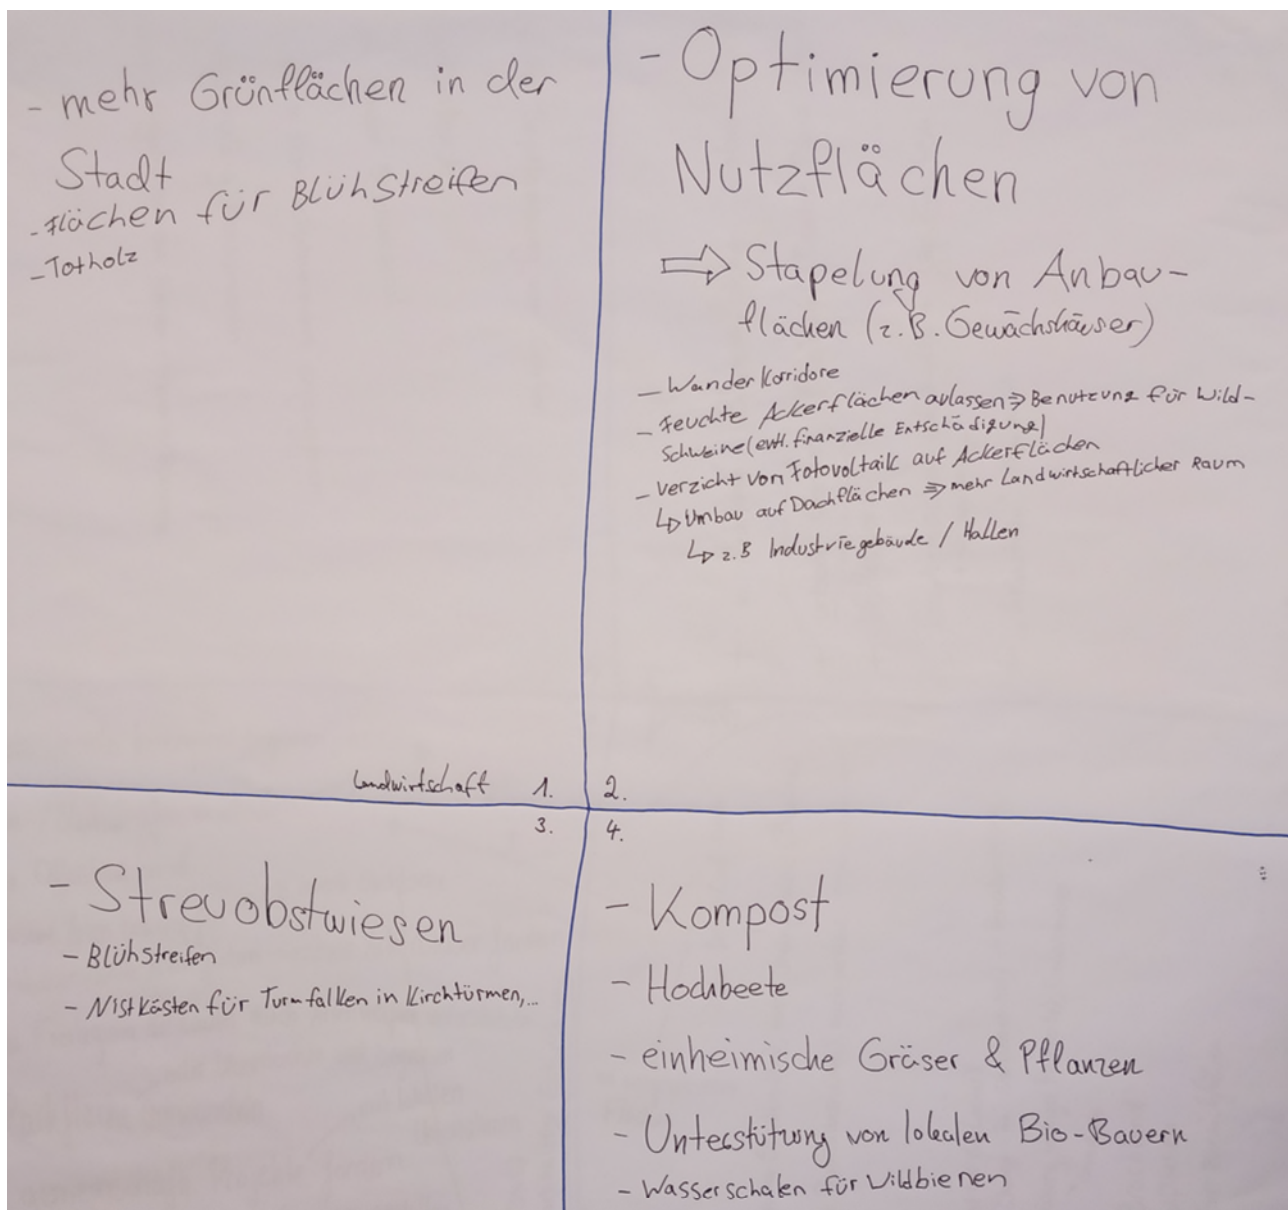 - mehr Grünflächen in der
Stadt
- Flächen für Blühstreifen
- Totholz
Landwirtschaft 1.
- Optimierung von
Nutzflächen
⇒ Stapelung von Anbau-
flächen (z.B. Gewächshäuser)
- Wanderkorridore
- Feuchte Ackerflächen aulassen ⇒ Benutzung für Wild-
Schweine (evtl. finanzielle Entschädigung)
- Verzicht von Fotovoltaik auf Ackerflächen
↳ Umbau auf Dachflächen ⇒ mehr Landwirtschaftlicher Raum
↳ z.B Industriegebäude / Hallen
2.
3.
- Streuobstwiesen
- Blühstreifen
- Nistkästen für Turmfalken in Kirchtürmen,...
4.
- Kompost
- Hochbeete
- einheimische Gräser & Pflanzen
- Unterstützung von lokalen Bio-Bauern
- Wasserschalen für Wildbienen